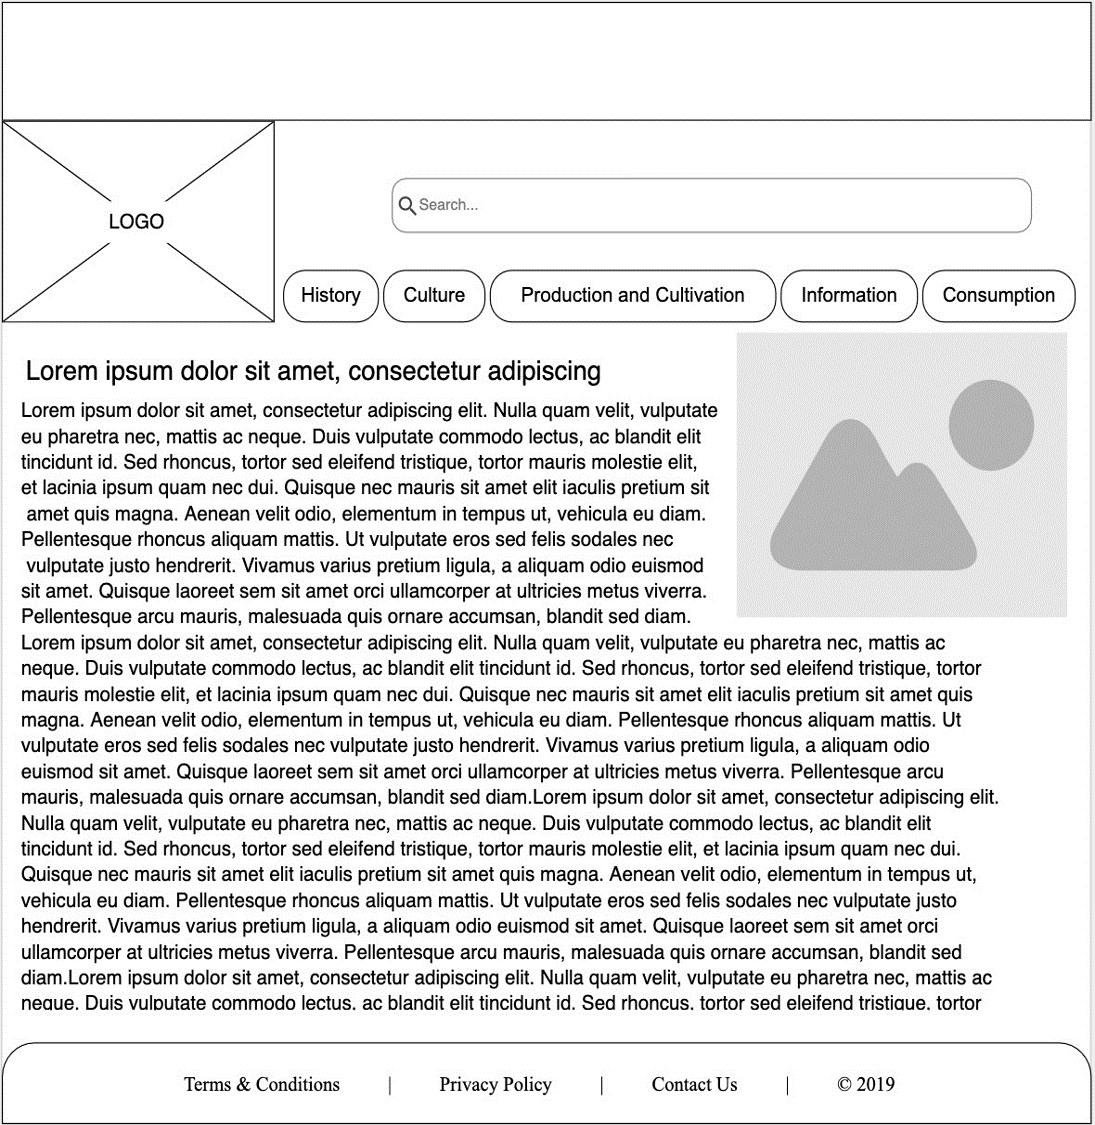 LOGO
Search...
History
Culture
Production and Cultivation
Information
Consumption
Lorem ipsum dolor sit amet, consectetur adipiscing
Lorem ipsum dolor sit amet, consectetur adipiscing elit. Nulla quam velit, vulputate
eu pharetra nec, mattis ac neque. Duis vulputate commodo lectus, ac blandit elit
tincidunt id. Sed rhoncus, tortor sed eleifend tristique, tortor mauris molestie elit,
et lacinia ipsum quam nec dui. Quisque nec mauris sit amet elit iaculis pretium sit
amet quis magna. Aenean velit odio, elementum in tempus ut, vehicula eu diam.
Pellentesque rhoncus aliquam mattis. Ut vulputate eros sed felis sodales nec
vulputate justo hendrerit. Vivamus varius pretium ligula, a aliquam odio euismod
sit amet. Quisque laoreet sem sit amet orci ullamcorper at ultricies metus viverra.
Pellentesque arcu mauris, malesuada quis ornare accumsan, blandit sed diam.
Lorem ipsum dolor sit amet, consectetur adipiscing elit. Nulla quam velit, vulputate eu pharetra nec, mattis ac
neque. Duis vulputate commodo lectus, ac blandit elit tincidunt id. Sed rhoncus, tortor sed eleifend tristique, tortor
mauris molestie elit, et lacinia ipsum quam nec dui. Quisque nec mauris sit amet elit iaculis pretium sit amet quis
magna. Aenean velit odio, elementum in tempus ut, vehicula eu diam. Pellentesque rhoncus aliquam mattis. Ut
vulputate eros sed felis sodales nec vulputate justo hendrerit. Vivamus varius pretium ligula, a aliquam odio
euismod sit amet. Quisque laoreet sem sit amet orci ullamcorper at ultricies metus viverra. Pellentesque arcu
mauris, malesuada quis ornare accumsan, blandit sed diam.Lorem ipsum dolor sit amet, consectetur adipiscing elit.
Nulla quam velit, vulputate eu pharetra nec, mattis ac neque. Duis vulputate commodo lectus, ac blandit elit
tincidunt id. Sed rhoncus, tortor sed eleifend tristique, tortor mauris molestie elit, et lacinia ipsum quam nec dui.
Quisque nec mauris sit amet elit iaculis pretium sit amet quis magna. Aenean velit odio, elementum in tempus ut,
vehicula eu diam. Pellentesque rhoncus aliquam mattis. Ut vulputate eros sed felis sodales nec vulputate justo
hendrerit. Vivamus varius pretium ligula, a aliquam odio euismod sit amet. Quisque laoreet sem sit amet orci
ullamcorper at ultricies metus viverra. Pellentesque arcu mauris, malesuada quis ornare accumsan, blandit sed
diam.Lorem ipsum dolor sit amet, consectetur adipiscing elit. Nulla quam velit, vulputate eu pharetra nec, mattis ac
neque. Duis vulputate commodo lectus, ac blandit elit tincidunt id. Sed rhoncus, tortor sed eleifend tristique, tortor
Terms & Conditions | Privacy Policy | Contact Us | © 2019